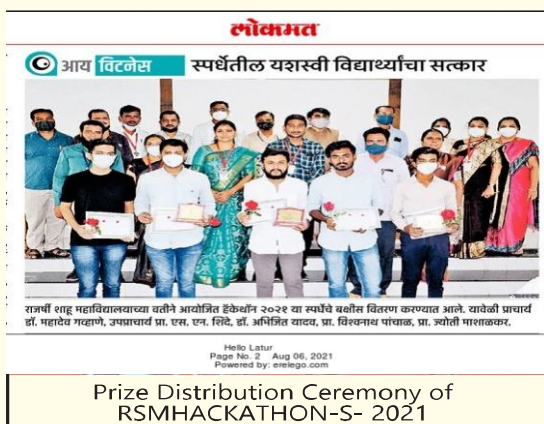 लोकमत
आय विटनेस स्पर्धेतील यशस्वी विद्यार्थ्यांचा सत्कार
राजर्षी शाहू महाविद्यालयाच्या वतीने आयोजित हॅकेथॉन २०२१ या स्पर्धेचे बक्षीस वितरण करण्यात आले. यावेळी प्राचार्य
डॉ. महादेव गव्हाणे, उपप्राचार्य प्रा. एस. एन. शिंदे, डॉ. अभिजित यादव, प्रा. विश्वनाथ पांचाळ, प्रा. ज्योती माशाळकर.
Hello Latur
Page No. 2 Aug 06, 2021
Powered by: erelego.com
Prize Distribution Ceremony of
RSMHACKATHON-S- 2021